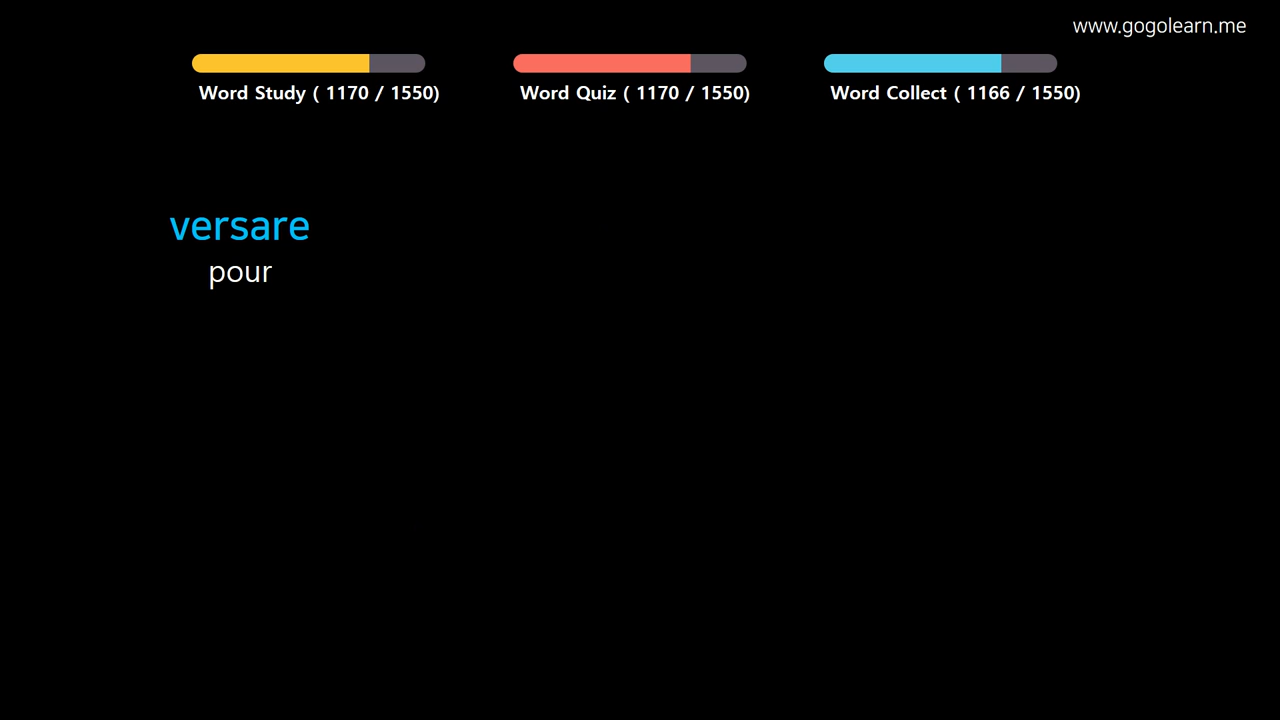 www.gogolearn.me
Word Study ( 1170 / 1550)
Word Quiz ( 1170 / 1550)
Word Collect ( 1166 / 1550)
versare
pour